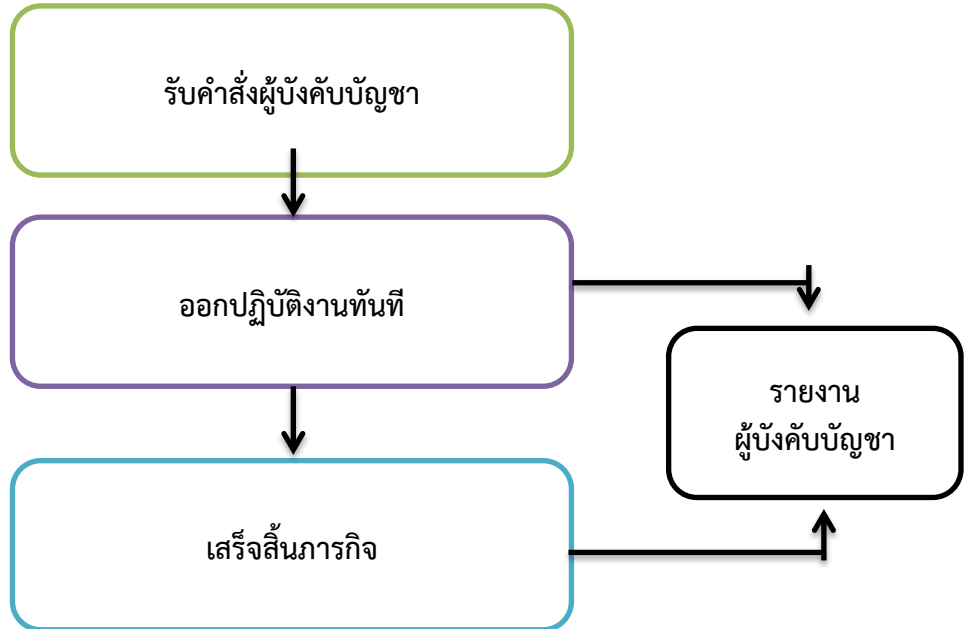 รับคำสั่งผู้บังคับบัญชา
ออกปฏิบัติงานทันที
รายงาน
ผู้บังคับบัญชา
เสร็จสิ้นภารกิจ